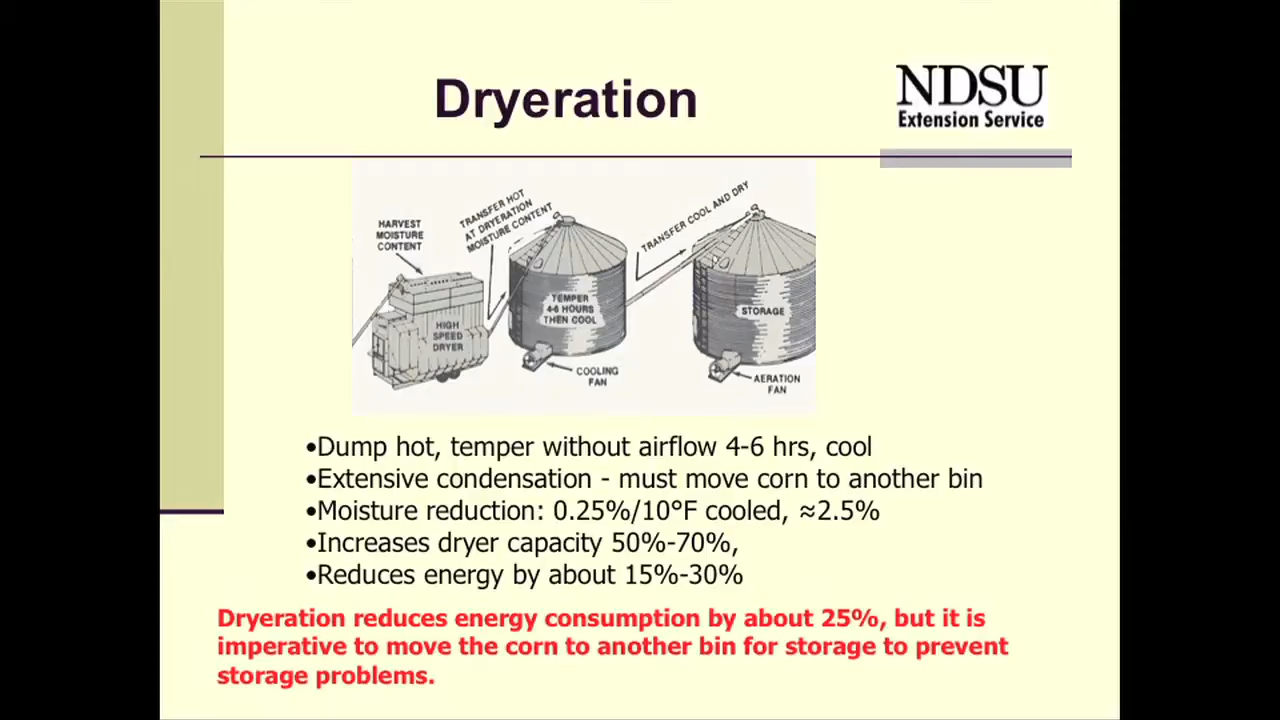 Dryeration
NDSU
Extension Service
HARVEST
MOISTURE
CONTENT
TRANSFER HOT
AT DRYERATION
MOISTURE CONTENT
TRANSFER COOL AND DRY
HIGH
SPEED
DRYER
TEMPER
4-6 HOURS
THEN COOL
STORAGE
COOLING
FAN
AERATION
FAN
•Dump hot, temper without airflow 4-6 hrs, cool
•Extensive condensation - must move corn to another bin
•Moisture reduction: 0.25%/10°F cooled, ≈2.5%
•Increases dryer capacity 50%-70%,
•Reduces energy by about 15%-30%
Dryeration reduces energy consumption by about 25%, but it is
imperative to move the corn to another bin for storage to prevent
storage problems.